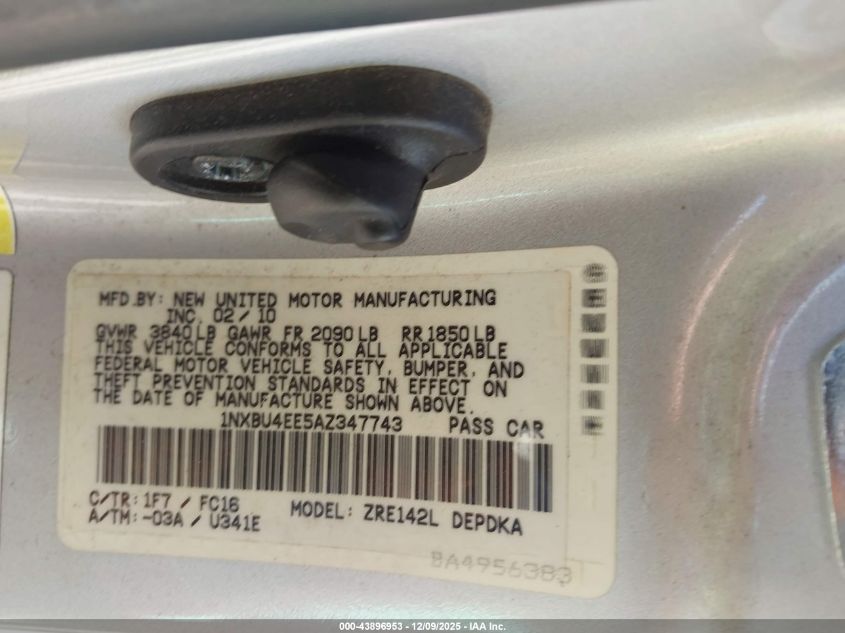 MFD.BY: NEW UNITED MOTOR MANUFACTURING
INC. 02/10
GVWR 3840LB GAWR FR 2090LB RR1850LB
THIS VEHICLE CONFORMS TO ALL APPLICABLE
FEDERAL MOTOR VEHICLE SAFETY, BUMPER, AND
THEFT PREVENTION STANDARDS IN EFFECT ON
THE DATE OF MANUFACTURE SHOWN ABOVE.
1NXBU4EE5AZ347743 PASS CAR
C/TR: 1F7 / FC16 MODEL: ZRE142L DEPDKA
A/TM: -03A / U341E
BA4956383
000-43896953 | 12/09/2025 - IAA Inc.